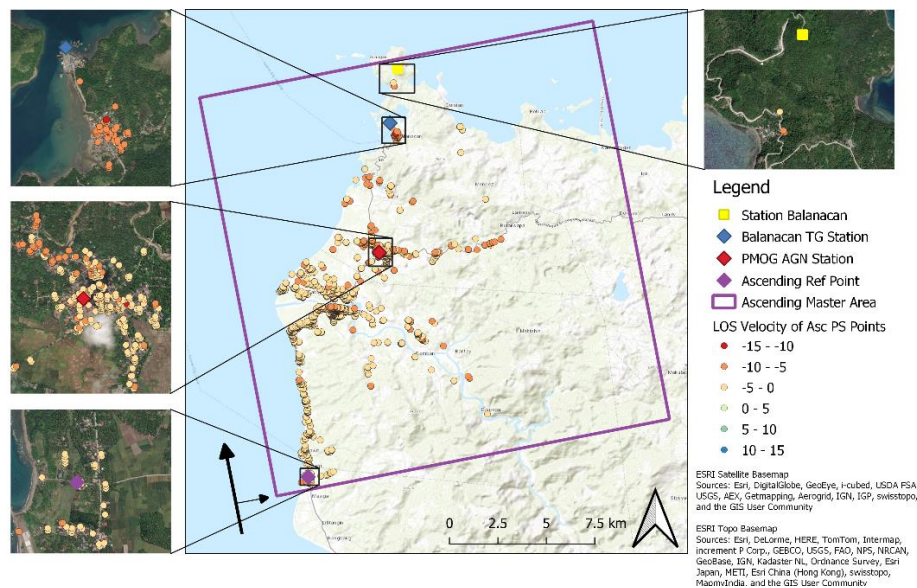 Balanacan
Legend
Station Balanacan
Balanacan TG Station
PMOG AGN Station
Ascending Ref Point
Ascending Master Area
LOS Velocity of Asc PS Points
-15 - -10
-10 - -5
-5 - 0
0 - 5
5 - 10
10 - 15
0 2.5 5 7.5 km
ESRI Satellite Basemap
Sources: Esri, DigitalGlobe, GeoEye, i-cubed, USDA FSA,
USGS, AEX, Getmapping, Aerogrid, IGN, IGP, swisstopo,
and the GIS User Community
ESRI Topo Basemap
Sources: Esri, DeLorme, HERE, TomTom, Intermap,
increment P Corp., GEBCO, USGS, FAO, NPS, NRCAN,
GeoBase, IGN, Kadaster NL, Ordnance Survey, Esri
Japan, METI, Esri China (Hong Kong), swisstopo,
MapmyIndia, and the GIS User Community